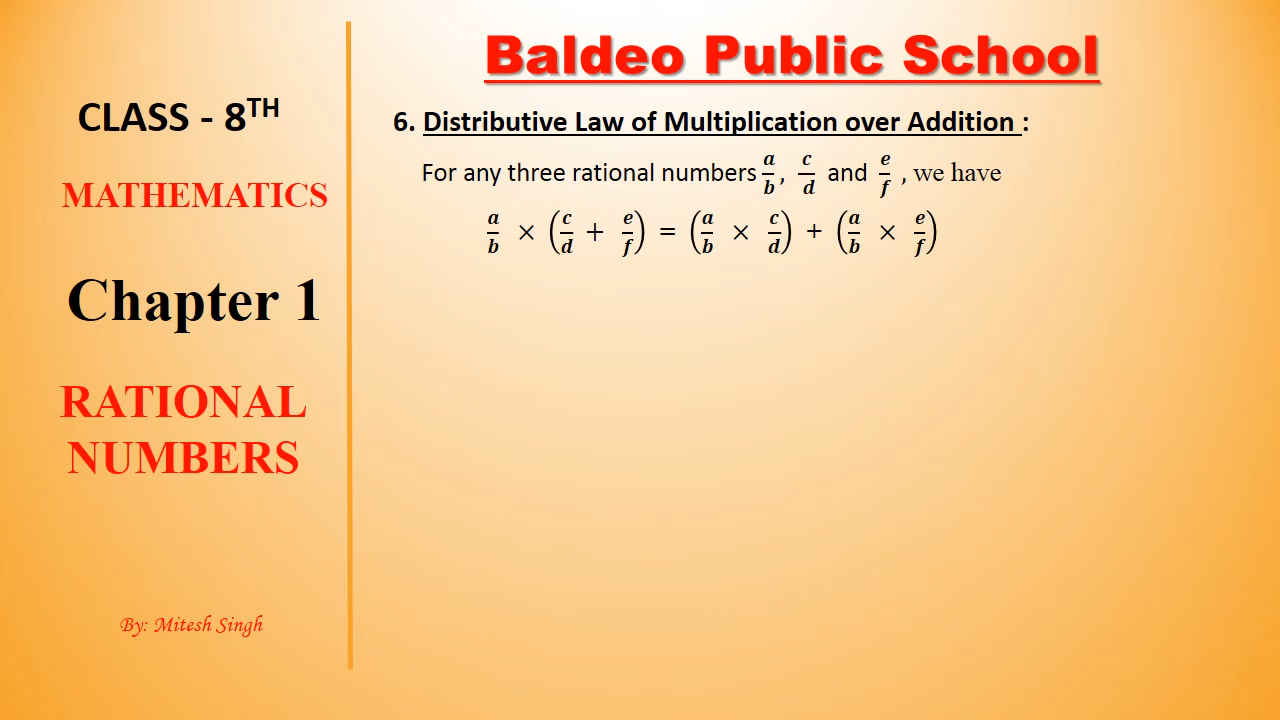 Baldeo Public School
CLASS - 8TH
MATHEMATICS
Chapter 1
RATIONAL
NUMBERS
By: Mitesh Singh
6. Distributive Law of Multiplication over Addition :
For any three rational numbers a/b, c/d and e/f , we have
a/b × (c/d + e/f) = (a/b × c/d) + (a/b × e/f)